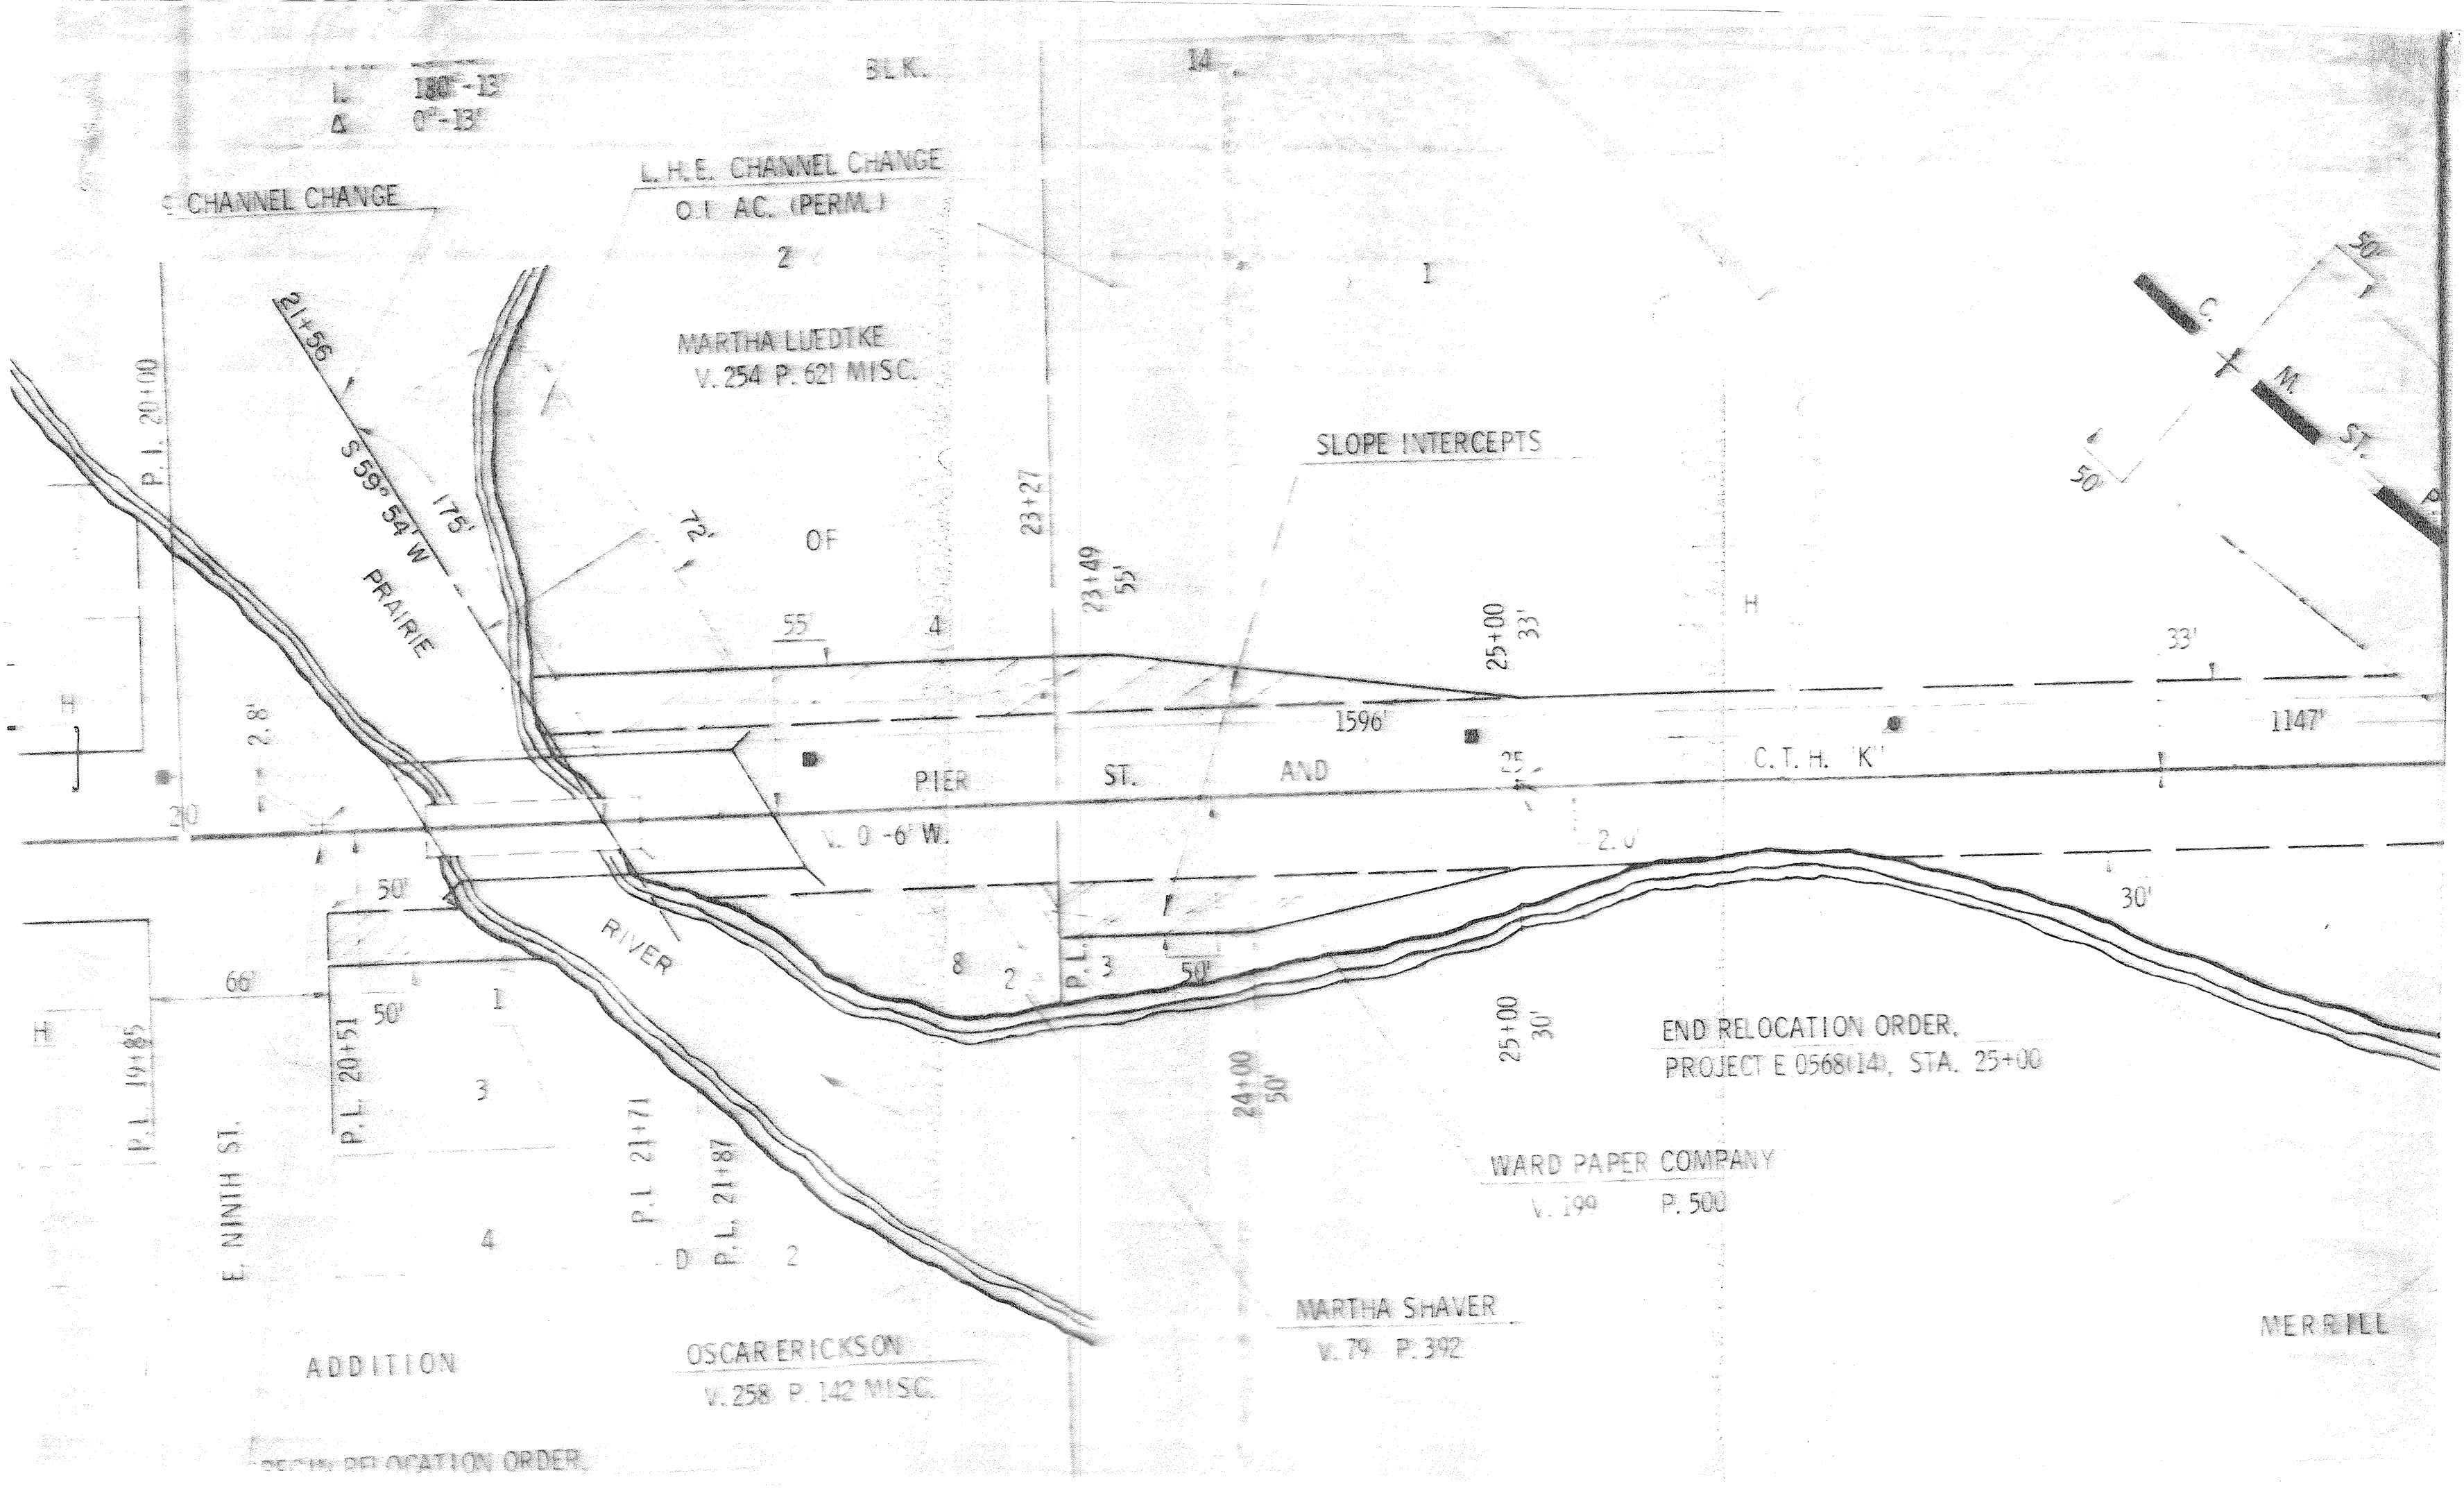 BLK.
14
180°-13'
Δ 0°-13'
L. H. E. CHANNEL CHANGE
0.1 AC. (PERM.)
CHANNEL CHANGE
2
1
50'
C.
M.
ST.
P.
50'
21+56
MARTHA LUEDTKE
V. 254 P. 621 MISC.
P. I. 20+00
SLOPE INTERCEPTS
S 59° 54' W
175'
72'
OF
23+27
23+49
55'
PRAIRIE
55'
4
25+00
33'
H
33'
H
2.8'
1596'
1147'
PIER ST. AND C. T. H. "K"
25
20
0 -6' W.
2.0'
50'
30'
RIVER
66'
50'
1
8
2
P. L.
3
50'
H
P. L. 19+85
P. L. 20+51
3
25+00
30'
END RELOCATION ORDER,
PROJECT E 0568(14), STA. 25+00
24+00
50'
E. NINTH ST.
P. L. 21+71
P. L. 21+87
4
D
2
WARD PAPER COMPANY
V. 199 P. 500
MARTHA SHAVER
V. 79 P. 392
MERRILL
ADDITION
OSCAR ERICKSON
V. 258 P. 142 MISC.
BEGIN RELOCATION ORDER,